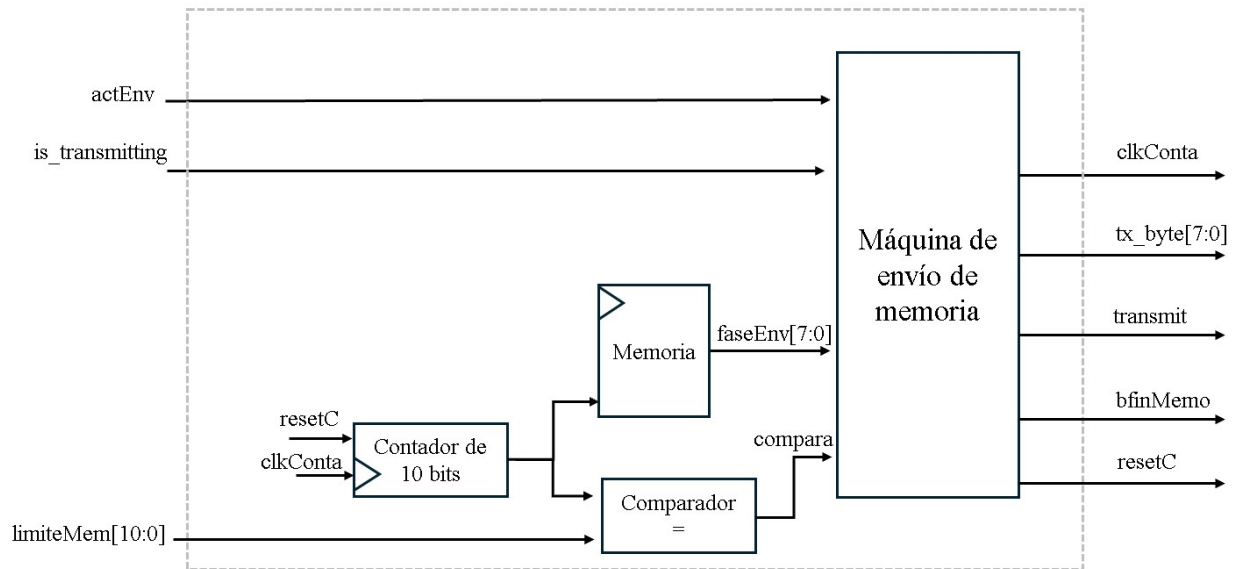 actEnv
is_transmitting
clkConta
tx_byte[7:0]
Máquina de
envío de
memoria
transmit
faseEnv[7:0]
Memoria
bfinMemo
resetC
compara
Contador de
10 bits
clkConta
resetC
Comparador
=
limiteMem[10:0]